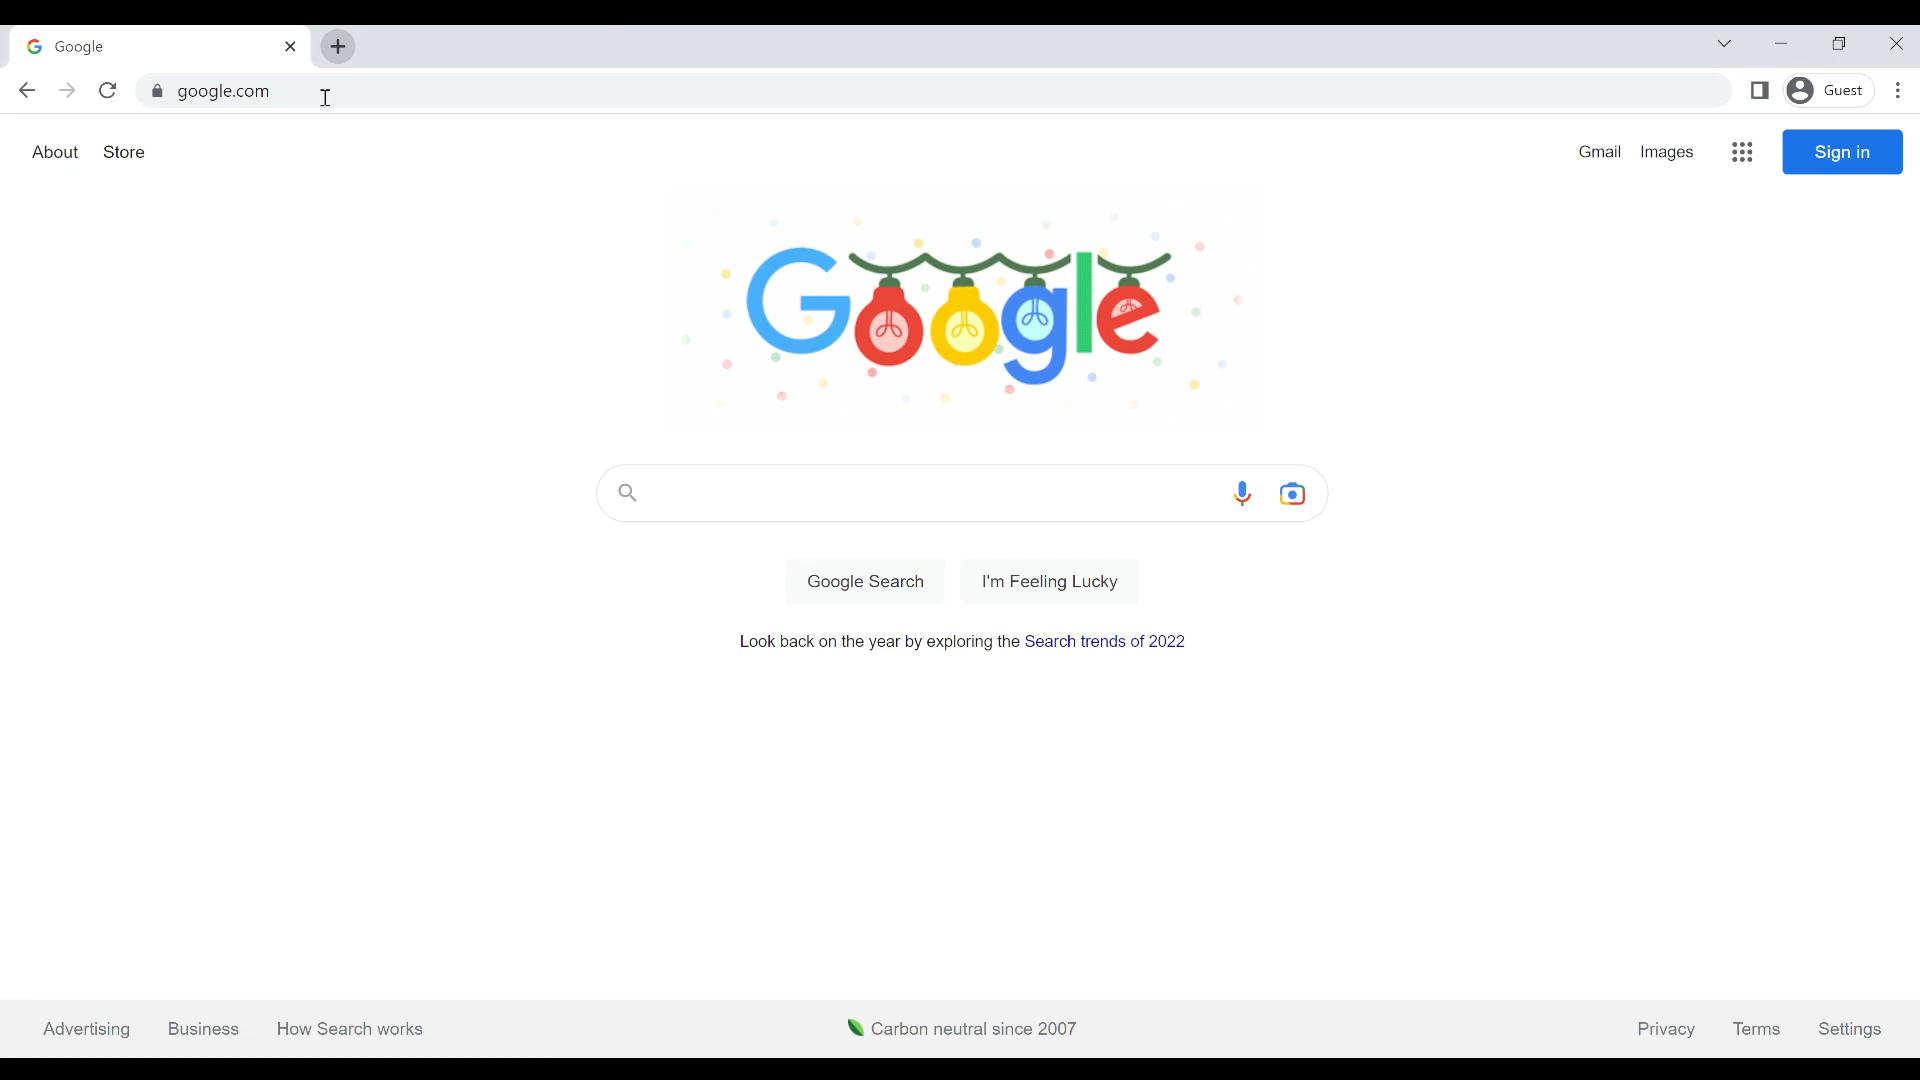 Google
google.com
Guest
About Store
Gmail Images Sign in
Google
Google Search I'm Feeling Lucky
Look back on the year by exploring the Search trends of 2022
Advertising Business How Search works Carbon neutral since 2007 Privacy Terms Settings